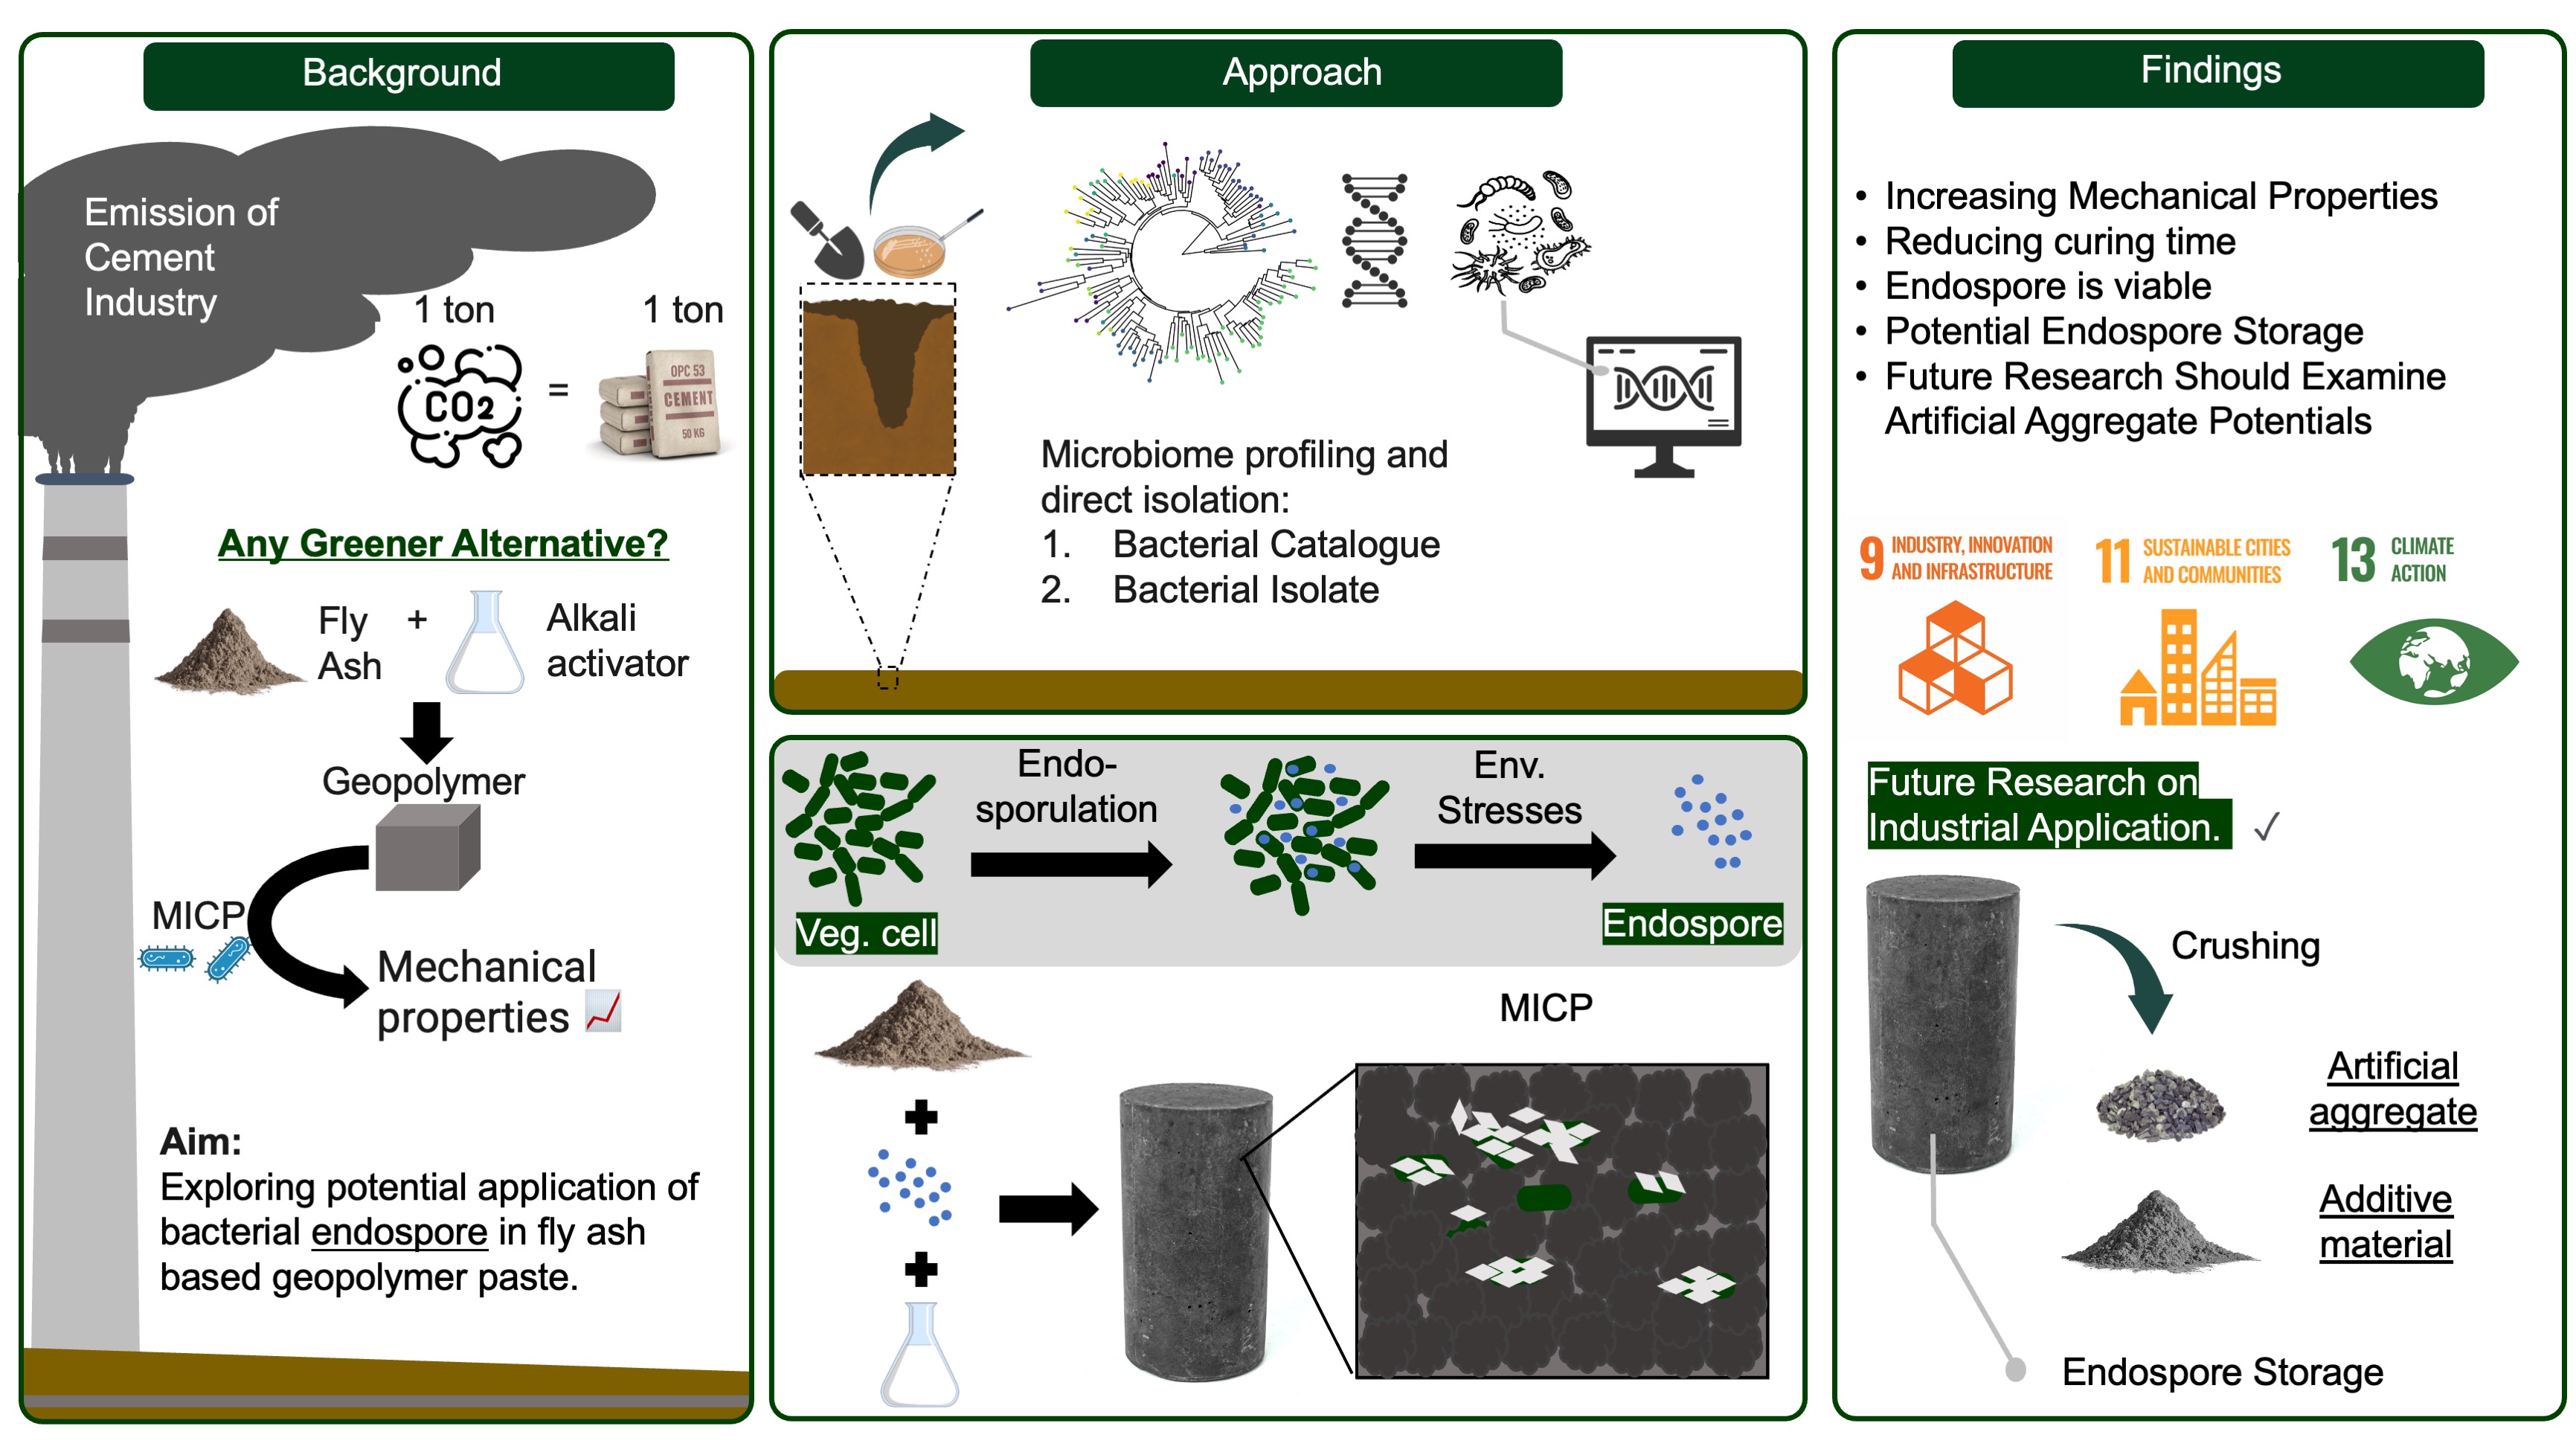 Background
Emission of
Cement
Industry
1 ton
1 ton
CO2
=
OPC 53
CEMENT
50 KG
Any Greener Alternative?
Fly
Ash
+
Alkali
activator
Geopolymer
MICP
Mechanical
properties
Aim:
Exploring potential application of
bacterial endospore in fly ash
based geopolymer paste.
Approach
Microbiome profiling and
direct isolation:
1. Bacterial Catalogue
2. Bacterial Isolate
Endo-
sporulation
Env.
Stresses
Veg. cell
Endospore
MICP
Findings
• Increasing Mechanical Properties
• Reducing curing time
• Endospore is viable
• Potential Endospore Storage
• Future Research Should Examine
Artificial Aggregate Potentials
9 INDUSTRY, INNOVATION
AND INFRASTRUCTURE
11 SUSTAINABLE CITIES
AND COMMUNITIES
13 CLIMATE
ACTION
Future Research on
Industrial Application. ✓
Crushing
Artificial
aggregate
Additive
material
Endospore Storage